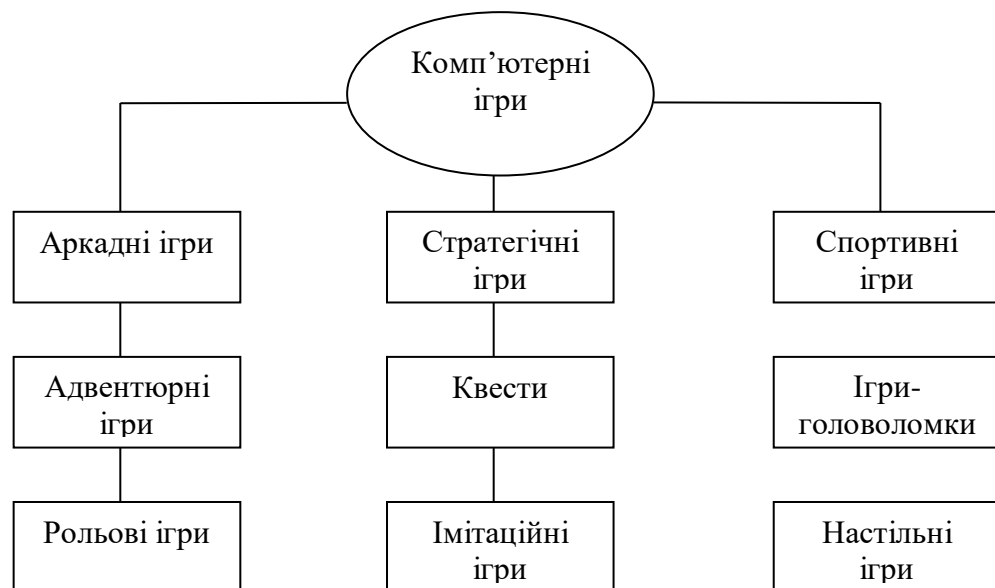 Комп’ютерні
ігри
Аркадні ігри
Стратегічні
ігри
Спортивні
ігри
Адвентюрні
ігри
Квести
Ігри-
головоломки
Рольові ігри
Імітаційні
ігри
Настільні
ігри